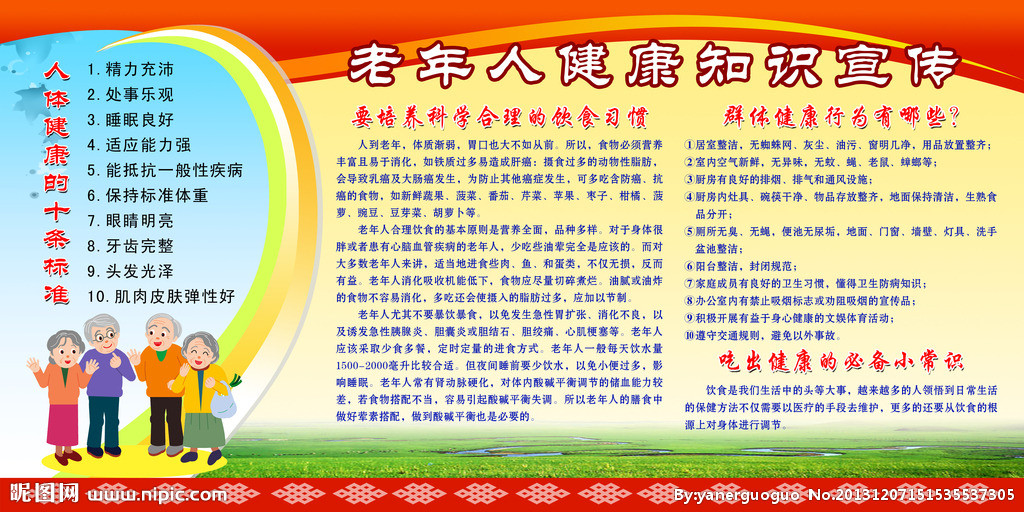 老年人健康知识宣传
人体健康的十条标准
1. 精力充沛
2. 处事乐观
3. 睡眠良好
4. 适应能力强
5. 能抵抗一般性疾病
6. 保持标准体重
7. 眼睛明亮
8. 牙齿完整
9. 头发光泽
10. 肌肉皮肤弹性好
要培养科学合理的饮食习惯
人到老年，体质渐弱，胃口也大不如从前。所以，食物必须营养
丰富且易于消化，如铁质过多易造成肝癌；摄食过多的动物性脂肪，
会导致乳癌及大肠癌发生，为防止其他癌症发生，可多吃含防癌、抗
癌的食物，如新鲜蔬果、菠菜、番茄、芹菜、苹果、枣子、柑橘、菠
萝、豌豆、豆芽菜、胡萝卜等。
老年人合理饮食的基本原则是营养全面，品种多样。对于身体很
胖或者患有心脑血管疾病的老年人，少吃些油荤完全是应该的。而对
大多数老年人来讲，适当地进食些肉、鱼、和蛋类，不仅无损，反而
有益。老年人消化吸收机能低下，食物应尽量切碎煮烂。油腻或油炸
的食物不容易消化，多吃还会使摄入的脂肪过多，应加以节制。
老年人尤其不要暴饮暴食，以免发生急性胃扩张、消化不良，以
及诱发急性胰腺炎、胆囊炎或胆结石、胆绞痛、心肌梗塞等。老年人
应该采取少食多餐，定时定量的进食方式。老年人一般每天饮水量
1500-2000毫升比较合适。但夜间睡前要少饮水，以免小便过多，影
响睡眠。老年人常有肾动脉硬化，对体内酸碱平衡调节的储血能力较
差，若食物搭配不当，容易引起酸碱平衡失调。所以老年人的膳食中
做好荤素搭配，做到酸碱平衡也是必要的。
群体健康行为有哪些?
①居室整洁，无蜘蛛网、灰尘、油污、窗明几净，用品放置整齐；
②室内空气新鲜，无异味，无蚊、蝇、老鼠、蟑螂等；
③厨房有良好的排烟、排气和通风设施；
④厨房内灶具、碗筷干净、物品存放整齐，地面保持清洁，生熟食
品分开；
⑤厕所无臭、无蝇，便池无尿垢，地面、门窗、墙壁、灯具、洗手
盆池整洁；
⑥阳台整洁，封闭规范；
⑦家庭成员有良好的卫生习惯，懂得卫生防病知识；
⑧办公室内有禁止吸烟标志或劝阻吸烟的宣传品；
⑨积极开展有益于身心健康的文娱体育活动；
⑩遵守交通规则，避免以外事故。
吃出健康的必备小常识
饮食是我们生活中的头等大事，越来越多的人领悟到日常生活
的保健方法不仅需要以医疗的手段去维护，更多的还要从饮食的根
源上对身体进行调节。
昵图网 www.nipic.com
By:yanerguoguo No.20131207151535537305